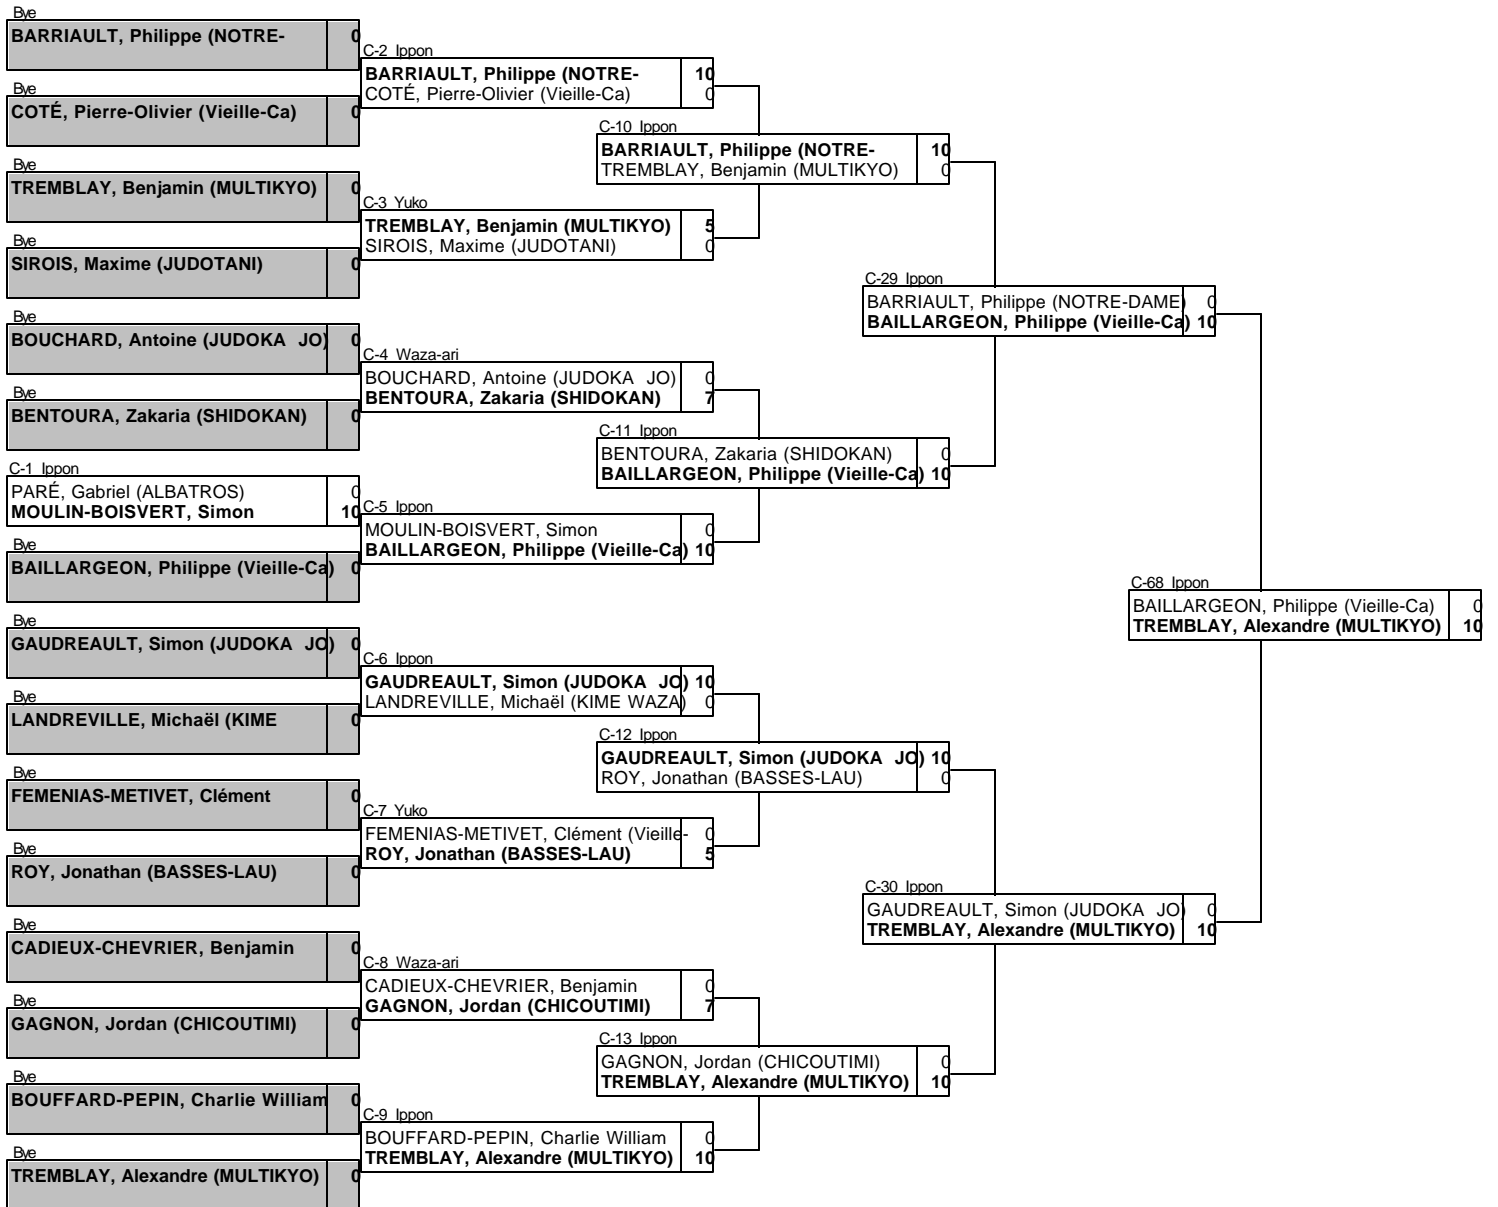 Bye
BARRIAULT, Philippe (NOTRE- 0
Bye
COTÉ, Pierre-Olivier (Vieille-Ca) 0
Bye
TREMBLAY, Benjamin (MULTIKYO) 0
Bye
SIROIS, Maxime (JUDOTANI) 0
Bye
BOUCHARD, Antoine (JUDOKA JO) 0
Bye
BENTOURA, Zakaria (SHIDOKAN) 0
C-1 Ippon
PARÉ, Gabriel (ALBATROS) 0
MOULIN-BOISVERT, Simon 10
Bye
BAILLARGEON, Philippe (Vieille-Ca) 0
Bye
GAUDREAULT, Simon (JUDOKA JO) 0
Bye
LANDREVILLE, Michaël (KIME 0
Bye
FEMENIAS-METIVET, Clément 0
Bye
ROY, Jonathan (BASSES-LAU) 0
Bye
CADIEUX-CHEVRIER, Benjamin 0
Bye
GAGNON, Jordan (CHICOUTIMI) 0
Bye
BOUFFARD-PEPIN, Charlie William 0
Bye
TREMBLAY, Alexandre (MULTIKYO) 0
C-2 Ippon
BARRIAULT, Philippe (NOTRE- 10
COTÉ, Pierre-Olivier (Vieille-Ca) 0
C-3 Yuko
TREMBLAY, Benjamin (MULTIKYO) 5
SIROIS, Maxime (JUDOTANI) 0
C-4 Waza-ari
BOUCHARD, Antoine (JUDOKA JO) 0
BENTOURA, Zakaria (SHIDOKAN) 7
C-5 Ippon
MOULIN-BOISVERT, Simon 0
BAILLARGEON, Philippe (Vieille-Ca) 10
C-6 Ippon
GAUDREAULT, Simon (JUDOKA JO) 10
LANDREVILLE, Michaël (KIME WAZA) 0
C-7 Yuko
FEMENIAS-METIVET, Clément (Vieille- 0
ROY, Jonathan (BASSES-LAU) 5
C-8 Waza-ari
CADIEUX-CHEVRIER, Benjamin 0
GAGNON, Jordan (CHICOUTIMI) 7
C-9 Ippon
BOUFFARD-PEPIN, Charlie William 0
TREMBLAY, Alexandre (MULTIKYO) 10
C-10 Ippon
BARRIAULT, Philippe (NOTRE- 10
TREMBLAY, Benjamin (MULTIKYO) 0
C-11 Ippon
BENTOURA, Zakaria (SHIDOKAN) 0
BAILLARGEON, Philippe (Vieille-Ca) 10
C-12 Ippon
GAUDREAULT, Simon (JUDOKA JO) 10
ROY, Jonathan (BASSES-LAU) 0
C-13 Ippon
GAGNON, Jordan (CHICOUTIMI) 0
TREMBLAY, Alexandre (MULTIKYO) 10
C-29 Ippon
BARRIAULT, Philippe (NOTRE-DAME) 0
BAILLARGEON, Philippe (Vieille-Ca) 10
C-30 Ippon
GAUDREAULT, Simon (JUDOKA JO) 0
TREMBLAY, Alexandre (MULTIKYO) 10
C-68 Ippon
BAILLARGEON, Philippe (Vieille-Ca) 0
TREMBLAY, Alexandre (MULTIKYO) 10